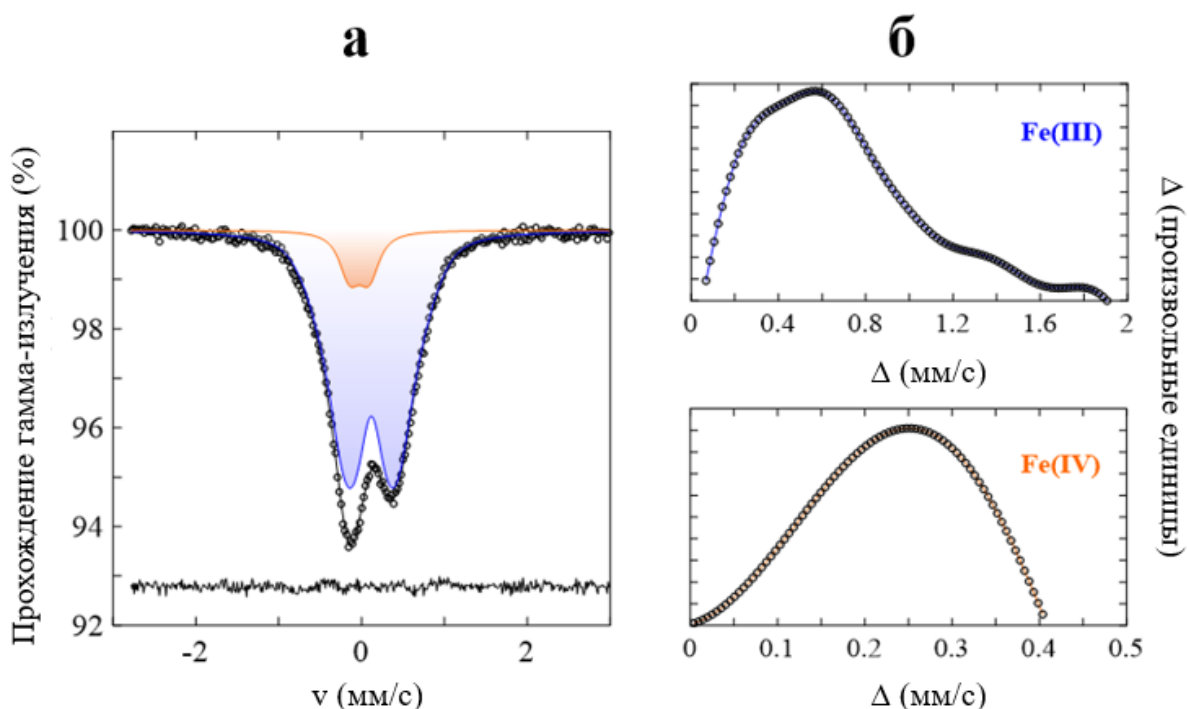 а
Прохождение гамма-излучения (%)
100
98
96
94
92
-2 0 2
v (мм/с)
б
Fe(III)
0 0.4 0.8 1.2 1.6 2
Δ (мм/с)
Fe(IV)
0 0.1 0.2 0.3 0.4 0.5
Δ (мм/с)
Δ (произвольные единицы)